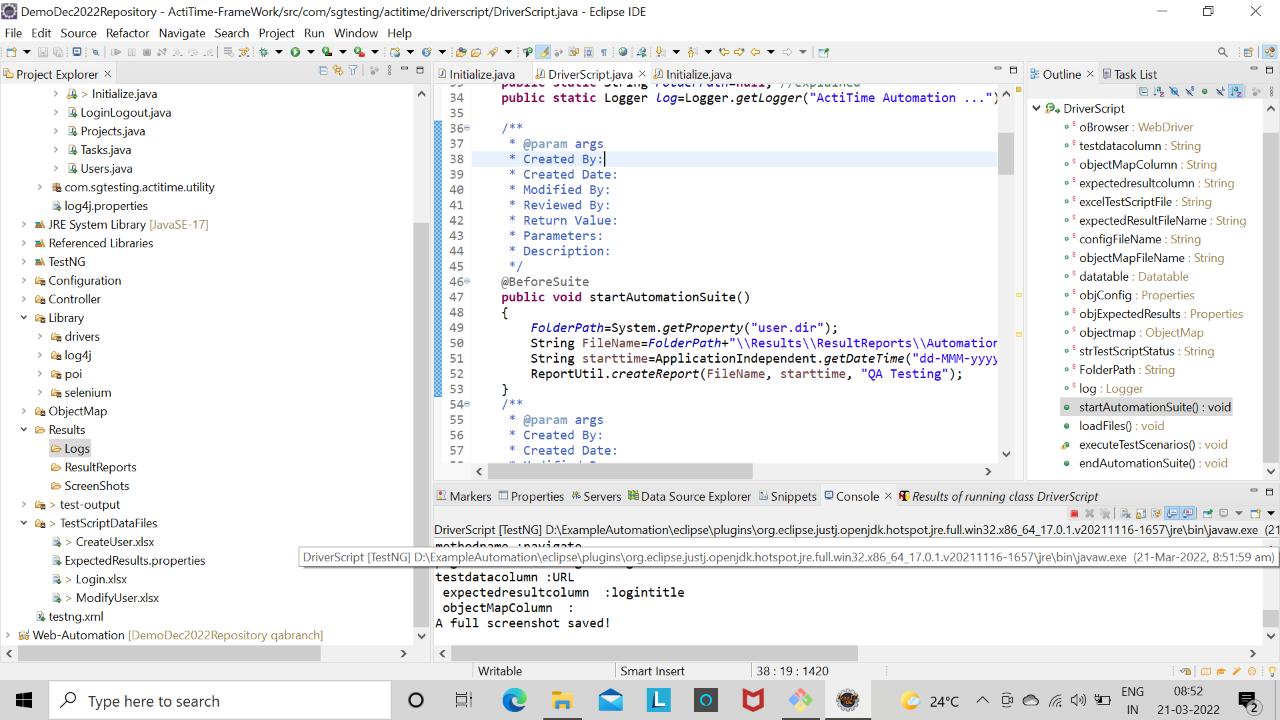 DemoDec2022Repository - ActiTime-FrameWork/src/com/sgtesting/actitime/driverscript/DriverScript.java - Eclipse IDE
File Edit Source Refactor Navigate Search Project Run Window Help
Project Explorer
> Initialize.java
LoginLogout.java
Projects.java
Tasks.java
Users.java
com.sgtesting.actitime.utility
log4j.properties
JRE System Library [JavaSE-17]
Referenced Libraries
TestNG
Configuration
Controller
Library
drivers
log4j
poi
selenium
ObjectMap
Results
Logs
ResultReports
ScreenShots
> test-output
> TestScriptDataFiles
> CreateUser.xlsx
ExpectedResults.properties
> Login.xlsx
> ModifyUser.xlsx
testng.xml
Web-Automation [DemoDec2022Repository qabranch]
Initialize.java DriverScript.java Initialize.java
34 public static Logger log=Logger.getLogger("ActiTime Automation ...")
35
36 /**
37 * @param args
38 * Created By:
39 * Created Date:
40 * Modified By:
41 * Reviewed By:
42 * Return Value:
43 * Parameters:
44 * Description:
45 */
46 @BeforeSuite
47 public void startAutomationSuite()
48 {
49 FolderPath=System.getProperty("user.dir");
50 String FileName=FolderPath+"\\Results\\ResultReports\\Automation
51 String starttime=ApplicationIndependent.getDateTime("dd-MMM-yyyy
52 ReportUtil.createReport(FileName, starttime, "QA Testing");
53 }
54 /**
55 * @param args
56 * Created By:
57 * Created Date:
Outline Task List
DriverScript
oBrowser : WebDriver
testdatacolumn : String
objectMapColumn : String
expectedresultcolumn : String
excelTestScriptFile : String
expectedResultFileName : String
configFileName : String
objectMapFileName : String
datatable : Datatable
objConfig : Properties
objExpectedResults : Properties
objectmap : ObjectMap
strTestScriptStatus : String
FolderPath : String
log : Logger
startAutomationSuite() : void
loadFiles() : void
executeTestScenarios() : void
endAutomationSuite() : void
Markers Properties Servers Data Source Explorer Snippets Console Results of running class DriverScript
DriverScript [TestNG] D:\ExampleAutomation\eclipse\plugins\org.eclipse.justj.openjdk.hotspot.jre.full.win32.x86_64_17.0.1.v20211116-1657\jre\bin\javaw.exe (21
methodname :navigate
DriverScript [TestNG] D:\ExampleAutomation\eclipse\plugins\org.eclipse.justj.openjdk.hotspot.jre.full.win32.x86_64_17.0.1.v20211116-1657\jre\bin\javaw.exe (21-Mar-2022, 8:51:59 am)
testdatacolumn :URL
expectedresultcolumn :logintitle
objectMapColumn :
A full screenshot saved!
Writable Smart Insert 38 : 19 : 1420
Type here to search
24°C
ENG
IN
08:52
21-03-2022
2